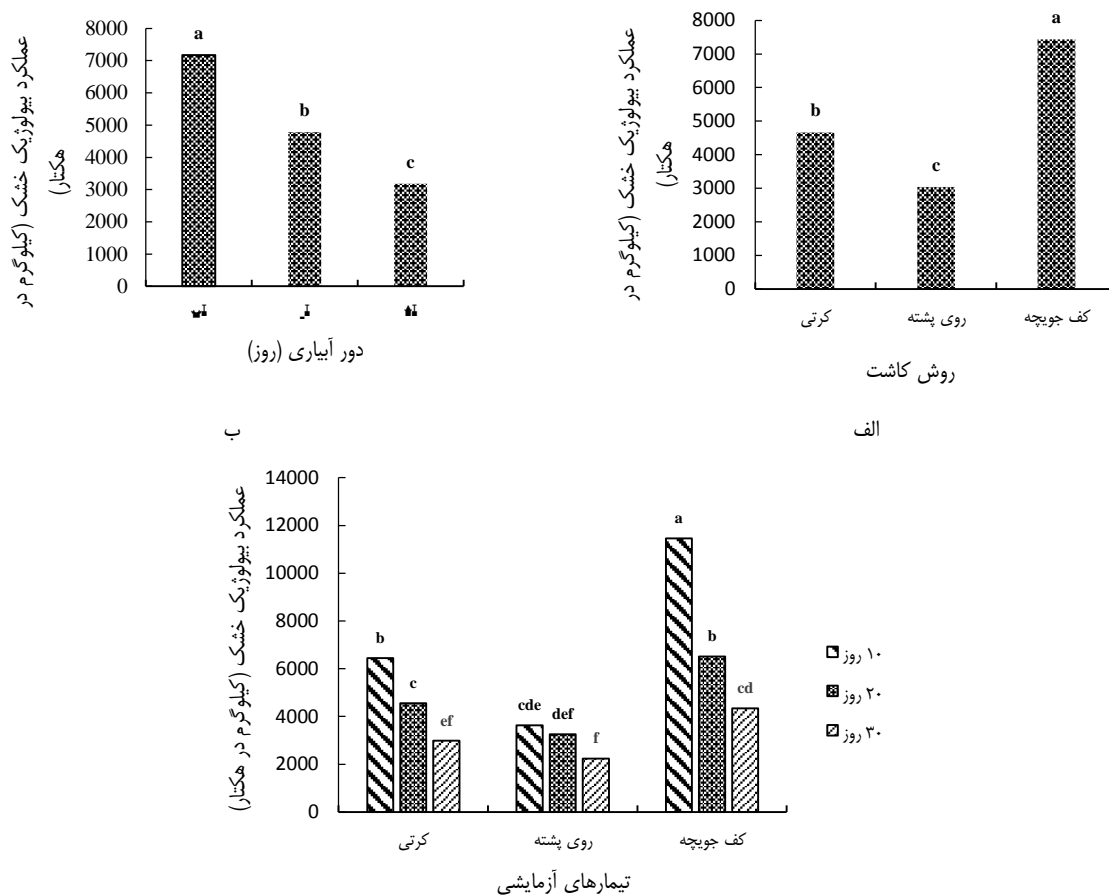 عملکرد بیولوژیک خشک (کیلوگرم در
هکتار)
8000
7000
6000
5000
4000
3000
2000
1000
0
a
b
c
کرتی
روی پشته
کف جویچه
b
c
a
روش کاشت
الف
عملکرد بیولوژیک خشک (کیلوگرم در
هکتار)
8000
7000
6000
5000
4000
3000
2000
1000
0
دور آبیاری (روز)
ب
عملکرد بیولوژیک خشک (کیلوگرم در هکتار)
14000
12000
10000
8000
6000
4000
2000
0
b
c
ef
cde
def
f
a
b
cd
کرتی
روی پشته
کف جویچه
تیمارهای آزمایشی
۱۰ روز
۲۰ روز
۳۰ روز